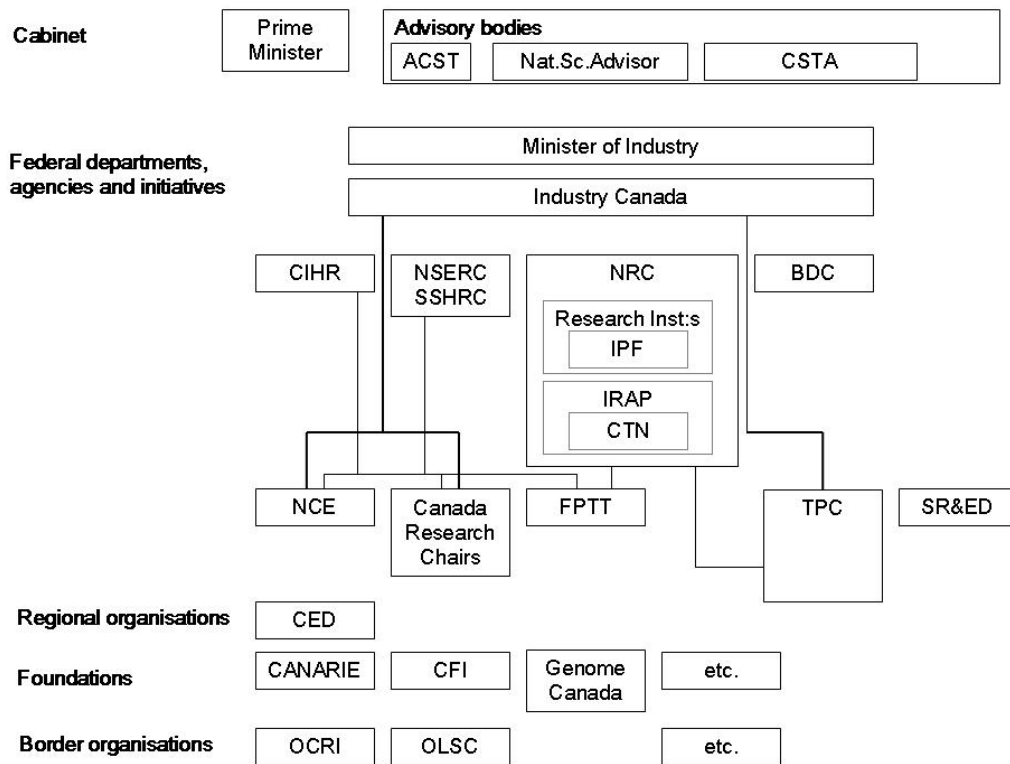 Cabinet
Prime
Minister
Advisory bodies
ACST
Nat.Sc.Advisor
CSTA
Federal departments,
agencies and initiatives
Minister of Industry
Industry Canada
CIHR
NSERC
SSHRC
NRC
Research Inst:s
IPF
IRAP
CTN
BDC
NCE
Canada
Research
Chairs
FPTT
TPC
SR&ED
Regional organisations
CED
Foundations
CANARIE
CFI
Genome
Canada
etc.
Border organisations
OCRI
OLSC
etc.